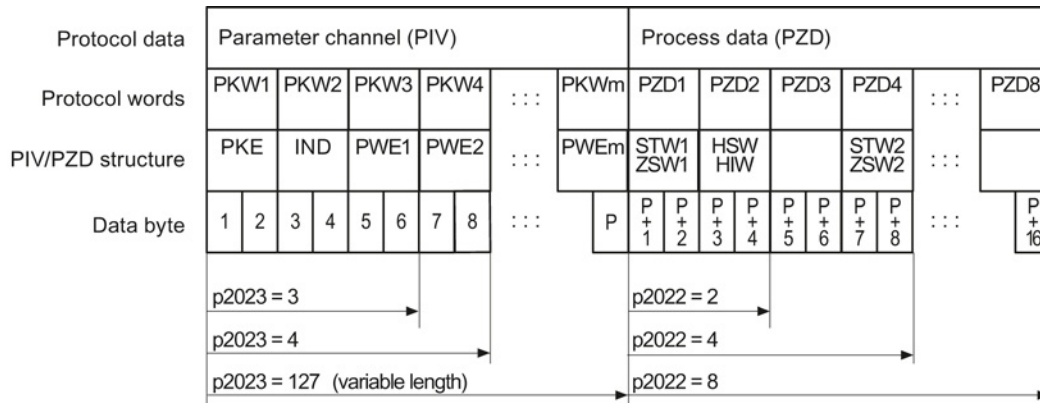 Protocol data Parameter channel (PIV) Process data (PZD)
Protocol words PKW1 PKW2 PKW3 PKW4 : : : PKWm PZD1 PZD2 PZD3 PZD4 : : : PZD8
PIV/PZD structure PKE IND PWE1 PWE2 : : : PWEm STW1 ZSW1 HSW HIW STW2 ZSW2 : : :
Data byte 1 2 3 4 5 6 7 8 : : : P P+1 P+2 P+3 P+4 P+5 P+6 P+7 P+8 : : : P+16
p2023 = 3 p2022 = 2
p2023 = 4 p2022 = 4
p2023 = 127 (variable length) p2022 = 8